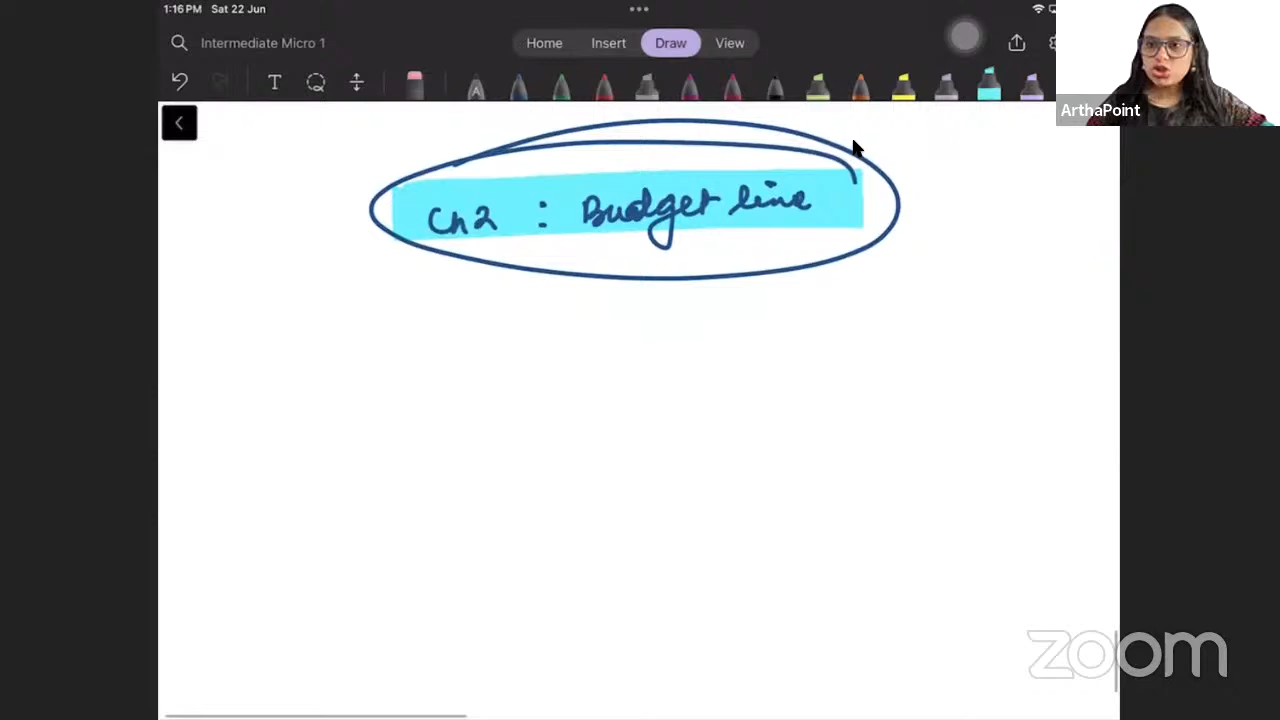 1:16 PM Sat 22 Jun
Intermediate Micro 1
Home Insert Draw View
T
A
ArthaPoint
Ch 2 : Budget line
zoom